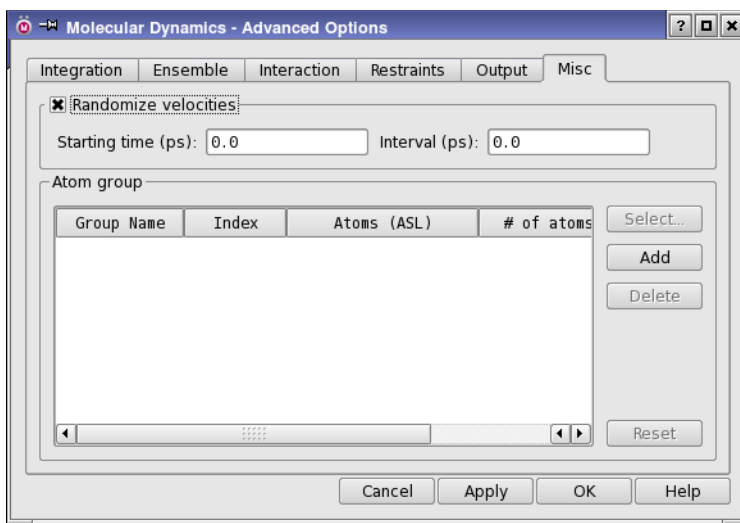 Molecular Dynamics - Advanced Options
Integration Ensemble Interaction Restraints Output Misc
Randomize velocities
Starting time (ps): 0.0 Interval (ps): 0.0
Atom group
Group Name Index Atoms (ASL) # of atoms
Select...
Add
Delete
Reset
Cancel Apply OK Help